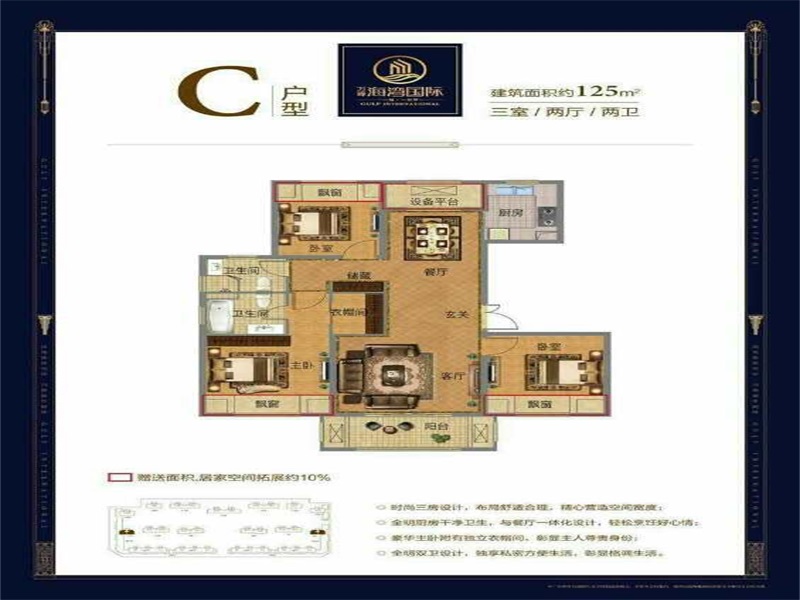 C
户型
海湾国际
GULF INTERNATIONAL
建筑面积约125m²
三室/两厅/两卫
飘窗
设备平台
厨房
卧室
餐厅
卫生间
储藏
卫生间
衣帽间
玄关
卧室
主卧
客厅
飘窗
飘窗
阳台
赠送面积,居家空间拓展约10%
时尚三房设计,布局舒适合理,精心营造空间宽度;
全明厨房干净卫生,与餐厅一体化设计,轻松烹饪好心情;
豪华主卧附有独立衣帽间,彰显主人尊贵身份;
全明双卫设计,独享私密方便生活,彰显格调生活。